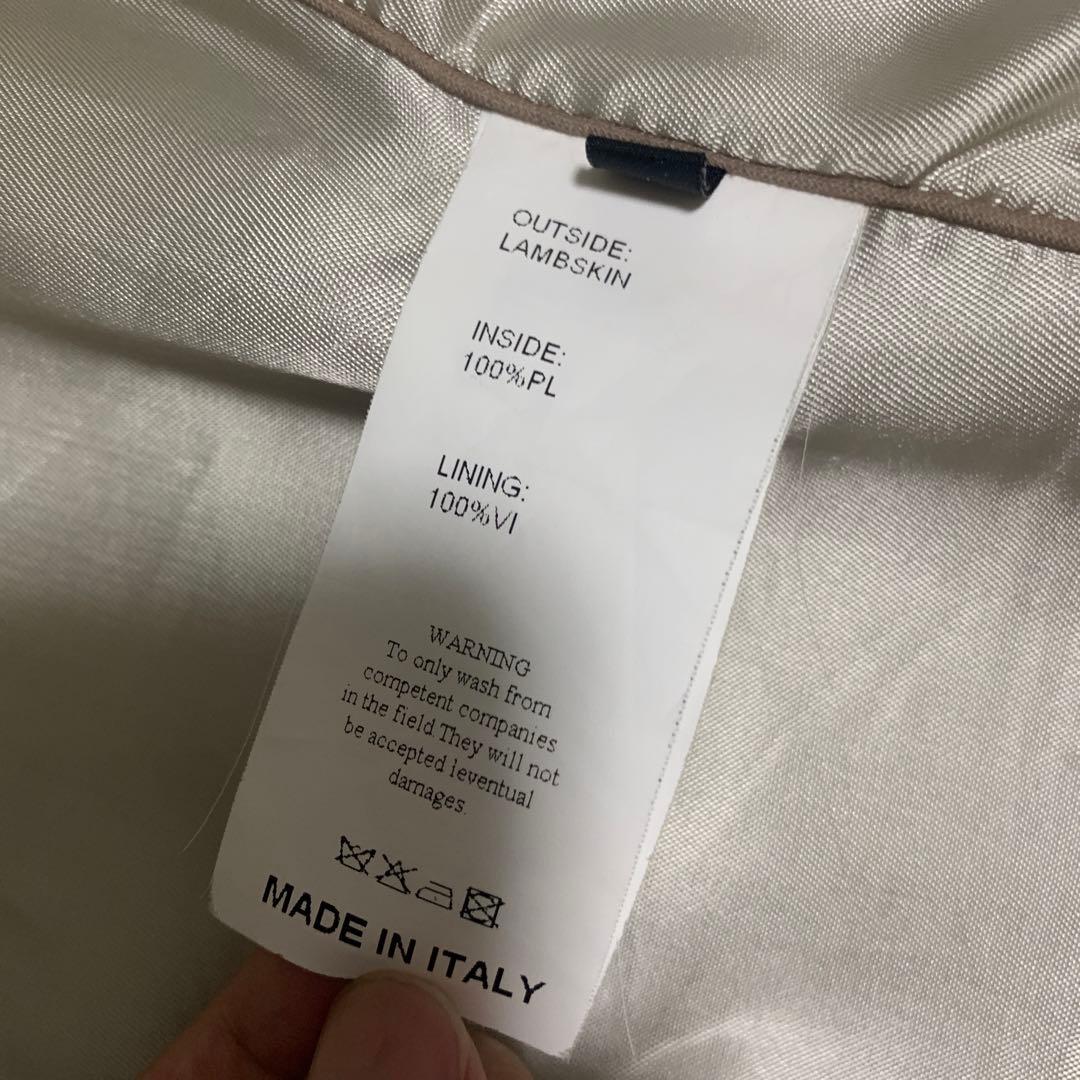 OUTSIDE:
LAMBSKIN
INSIDE:
100%PL
LINING:
100%VI
WARNING
To only wash from
competent companies
in the field.They will not
be accepted leventual
damages.
MADE IN ITALY